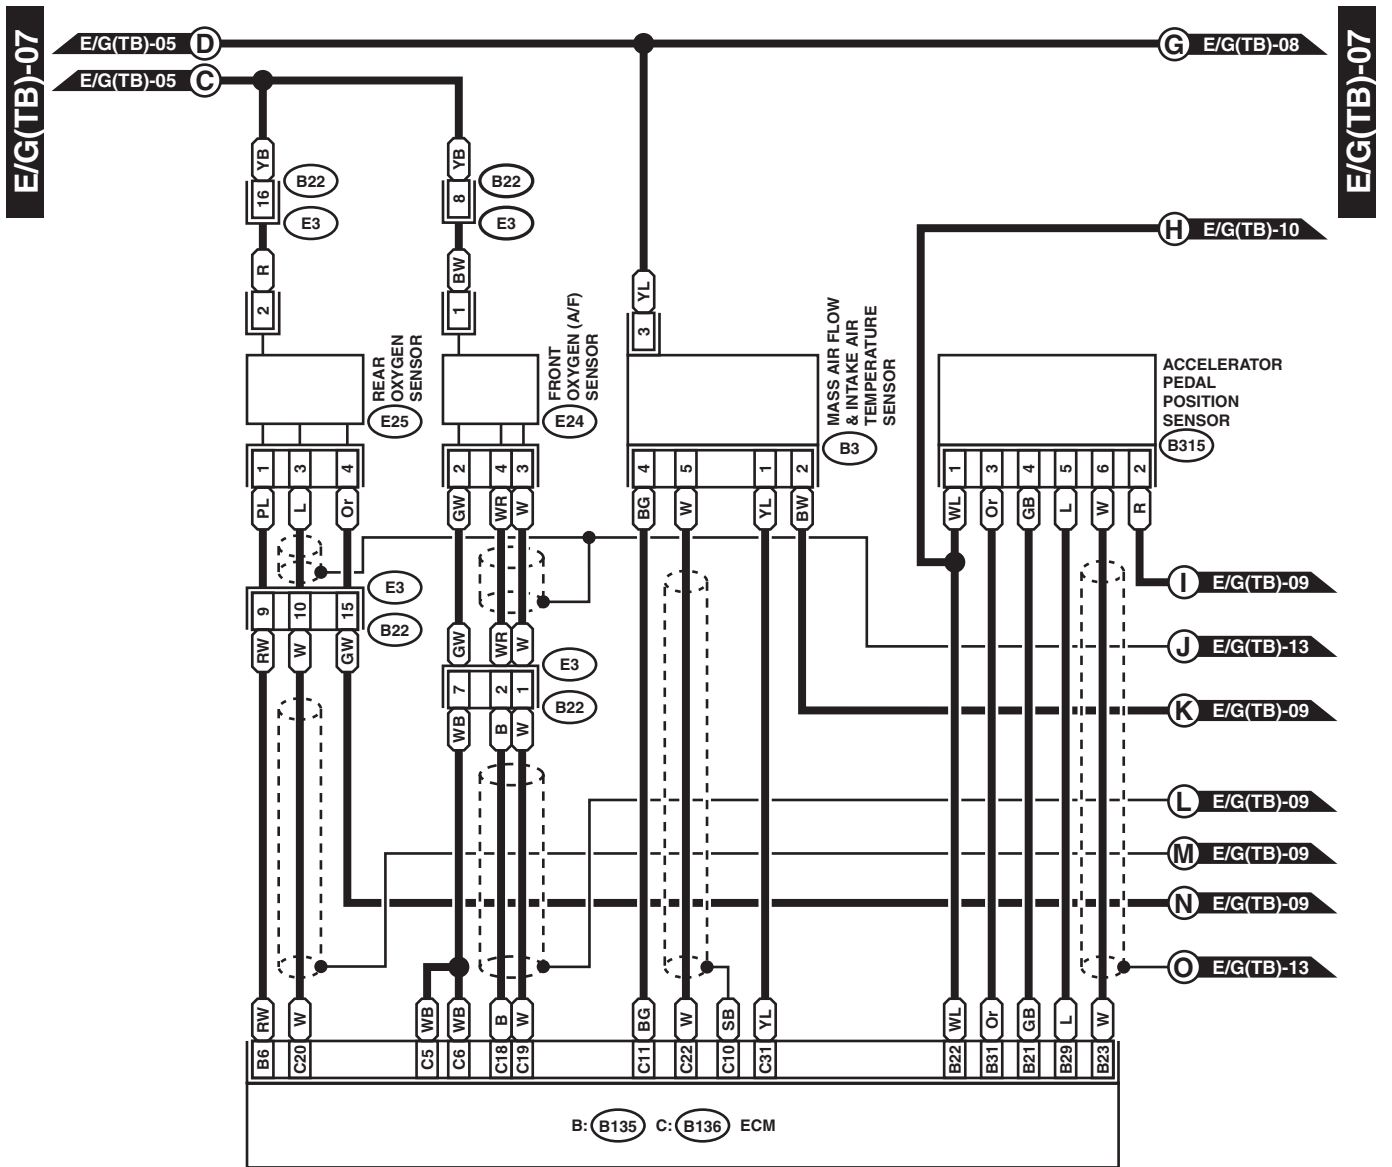 E/G(TB)-07
E/G(TB)-05 D
G E/G(TB)-08
E/G(TB)-07
E/G(TB)-05 C
YB
YB
16
B22
8
B22
E3
E3
H E/G(TB)-10
R
BW
YL
2
1
3
REAR
OXYGEN
SENSOR
E25
FRONT
OXYGEN (A/F)
SENSOR
E24
MASS AIR FLOW
& INTAKE AIR
TEMPERATURE
SENSOR
B3
ACCELERATOR
PEDAL
POSITION
SENSOR
B315
1 3 4
2 4 3
4 5 1 2
1 3 4 5 6 2
PL L Or
GW WR W
BG W YL BW
WL Or GB L W R
E3
I E/G(TB)-09
9 10 15
B22
RW W GW
GW WR W
J E/G(TB)-13
E3
7 2 1
B22
K E/G(TB)-09
WB B W
L E/G(TB)-09
M E/G(TB)-09
N E/G(TB)-09
O E/G(TB)-13
RW W WB WB B W BG W SB YL WL Or GB L W
B6 C20 C5 C6 C18 C19 C11 C22 C10 C31 B22 B31 B21 B29 B23
B: B135 C: B136 ECM